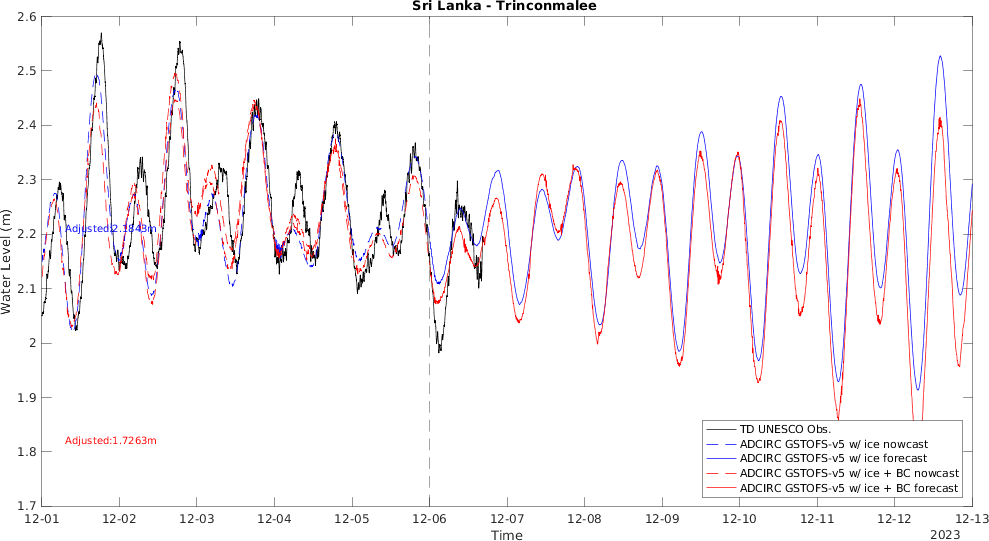 Sri Lanka - Trinconmalee
2.6
2.5
2.4
2.3
2.2
2.1
2
1.9
1.8
1.7
Water Level (m)
Adjusted:2.1843m
Adjusted:1.7263m
TD UNESCO Obs.
ADCIRC GSTOFS-v5 w/ ice nowcast
ADCIRC GSTOFS-v5 w/ ice forecast
ADCIRC GSTOFS-v5 w/ ice + BC nowcast
ADCIRC GSTOFS-v5 w/ ice + BC forecast
12-01 12-02 12-03 12-04 12-05 12-06 12-07 12-08 12-09 12-10 12-11 12-12 12-13
Time
2023